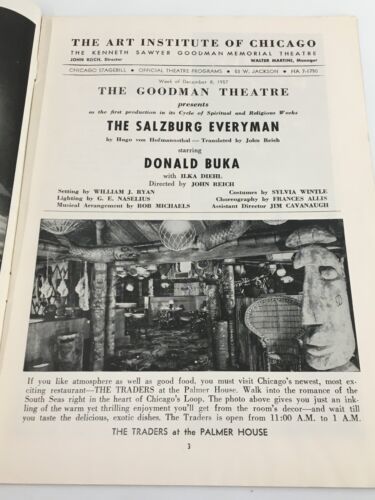 THE ART INSTITUTE OF CHICAGO
THE KENNETH SAWYER GOODMAN MEMORIAL THEATRE
JOHN REICH, Director WALTER MARTINI, Manager
CHICAGO STAGEBILL • OFFICIAL THEATRE PROGRAMS • 53 W. JACKSON • HA 7-1790
Week of December 8, 1957
THE GOODMAN THEATRE
presents
as the first production in its Cycle of Spiritual and Religious Works
THE SALZBURG EVERYMAN
by Hugo von Hofmannsthal — Translated by John Reich
starring
DONALD BUKA
with ILKA DIEHL
Directed by JOHN REICH
Setting by WILLIAM J. RYAN Costumes by SYLVIA WINTLE
Lighting by G. E. NASELIUS Choreography by FRANCES ALLIS
Musical Arrangement by BOB MICHAELS Assistant Director JIM CAVANAUGH
If you like atmosphere as well as good food, you must visit Chicago's newest, most ex-
citing restaurant—THE TRADERS at the Palmer House. Walk into the romance of the
South Seas right in the heart of Chicago's Loop. The photo above gives you just an ink-
ling of the warm yet thrilling enjoyment you'll get from the room's decor—and wait till
you taste the delicious, exotic dishes. The Traders is open from 11:00 A.M. to 1 A.M.
THE TRADERS at the PALMER HOUSE
3